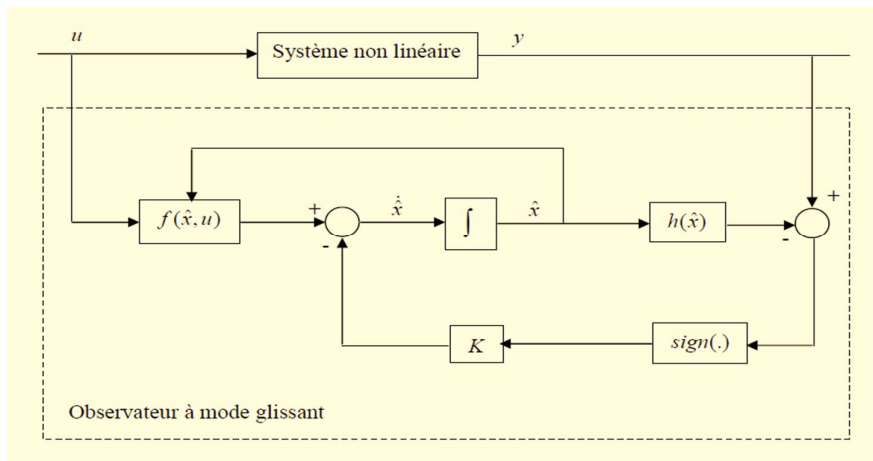 u
Système non linéaire
y
+
f(x̂,u)
+
-
ẋ̂
∫
x̂
h(x̂)
-
K
sign(.)
Observateur à mode glissant